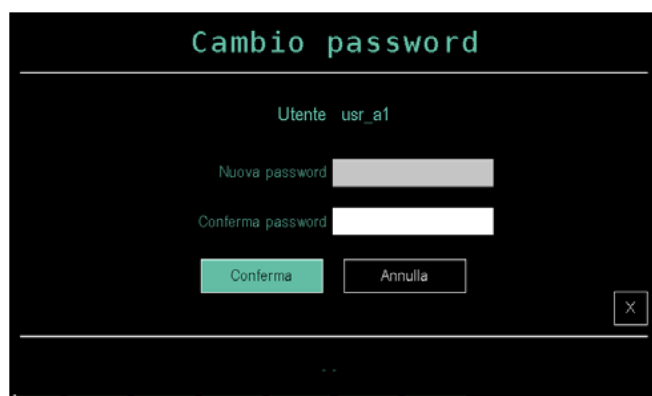 Cambio password
Utente usr_a1
Nuova password
Conferma password
Conferma Annulla
X
- -